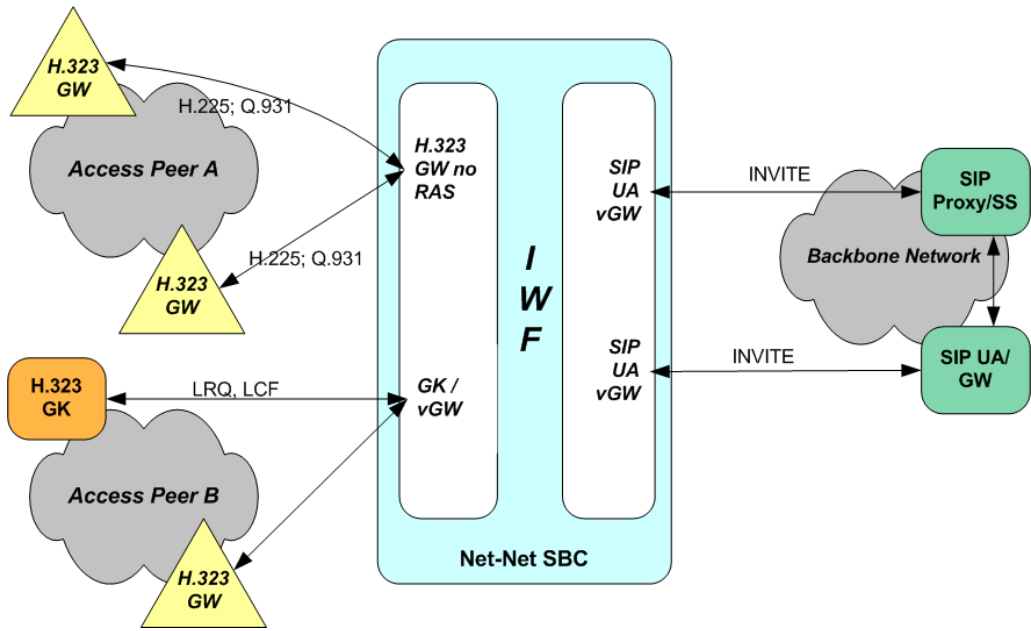 H.323
GW
H.225; Q.931
Access Peer A
H.225; Q.931
H.323
GW
H.323
GK
LRQ, LCF
Access Peer B
H.323
GW
H.323
GW no
RAS
GK /
vGW
I
W
F
SIP
UA
vGW
SIP
UA
vGW
Net-Net SBC
INVITE
SIP
Proxy/SS
Backbone Network
INVITE
SIP UA/
GW